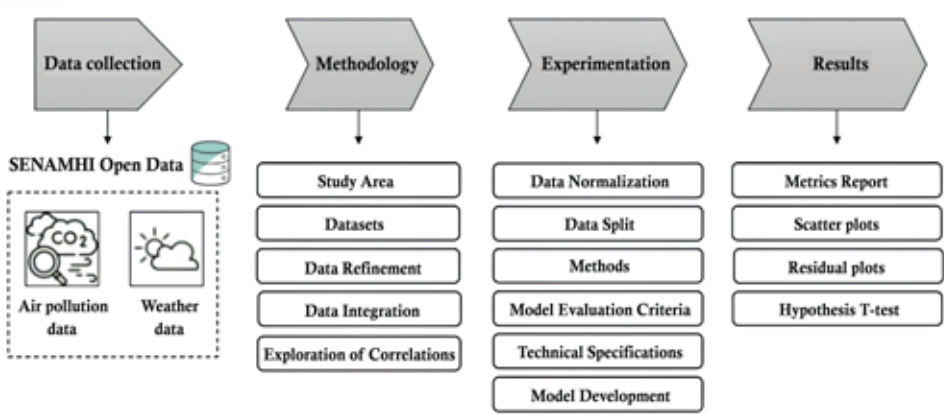 Data collection
Methodology
Experimentation
Results
SENAMHI Open Data
CO2
Air pollution
data
Weather
data
Study Area
Datasets
Data Refinement
Data Integration
Exploration of Correlations
Data Normalization
Data Split
Methods
Model Evaluation Criteria
Technical Specifications
Model Development
Metrics Report
Scatter plots
Residual plots
Hypothesis T-test